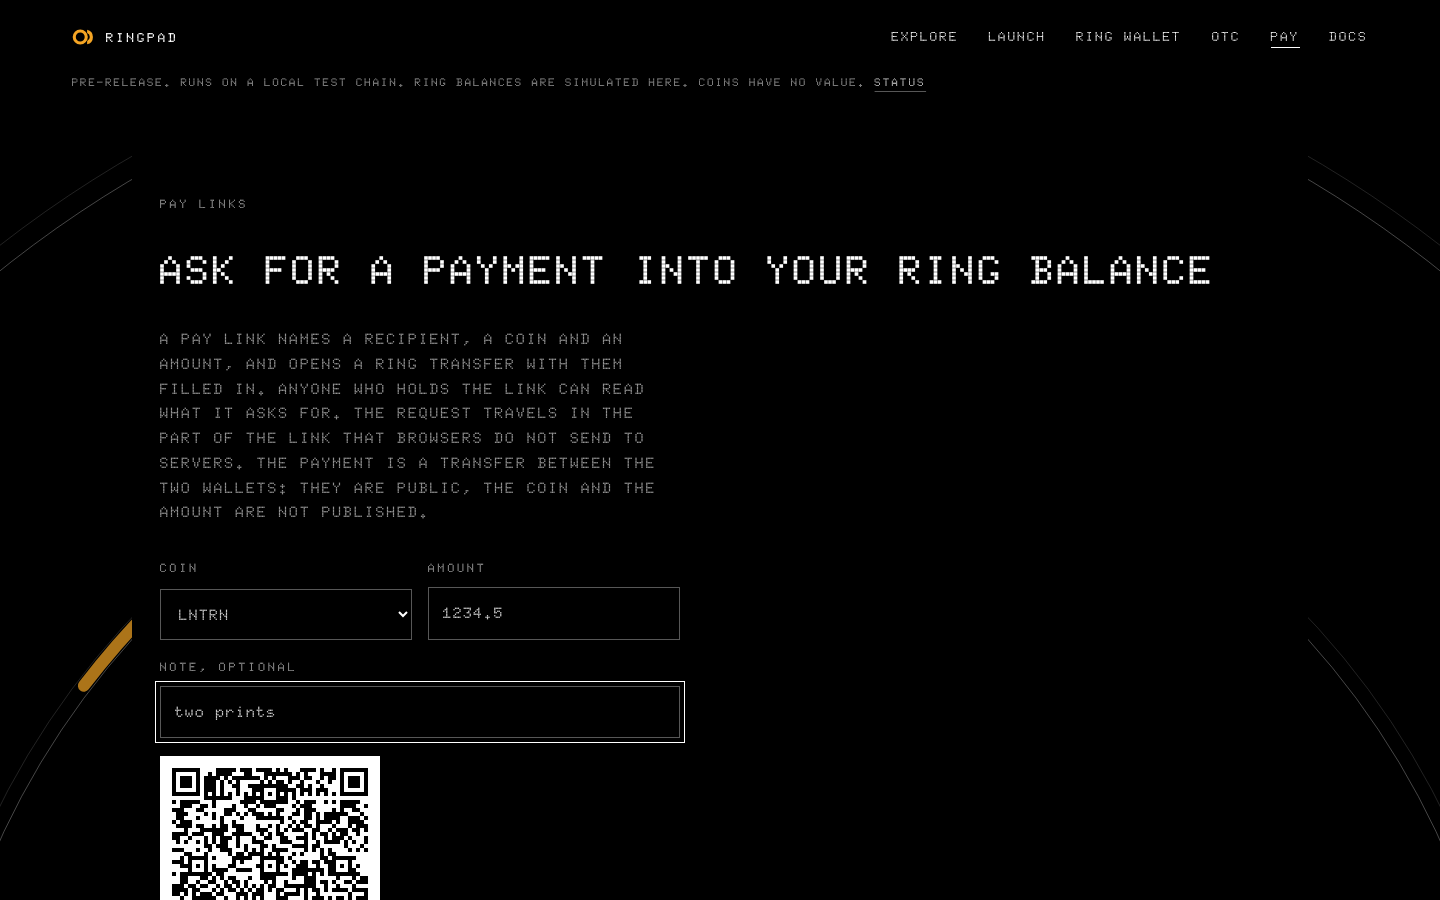 RINGPAD
EXPLORE LAUNCH RING WALLET OTC PAY DOCS
PRE-RELEASE. RUNS ON A LOCAL TEST CHAIN. RING BALANCES ARE SIMULATED HERE. COINS HAVE NO VALUE. STATUS
PAY LINKS
ASK FOR A PAYMENT INTO YOUR RING BALANCE
A PAY LINK NAMES A RECIPIENT, A COIN AND AN
AMOUNT, AND OPENS A RING TRANSFER WITH THEM
FILLED IN. ANYONE WHO HOLDS THE LINK CAN READ
WHAT IT ASKS FOR. THE REQUEST TRAVELS IN THE
PART OF THE LINK THAT BROWSERS DO NOT SEND TO
SERVERS. THE PAYMENT IS A TRANSFER BETWEEN THE
TWO WALLETS: THEY ARE PUBLIC, THE COIN AND THE
AMOUNT ARE NOT PUBLISHED.
COIN AMOUNT
LNTRN 1234.5
NOTE, OPTIONAL
two prints